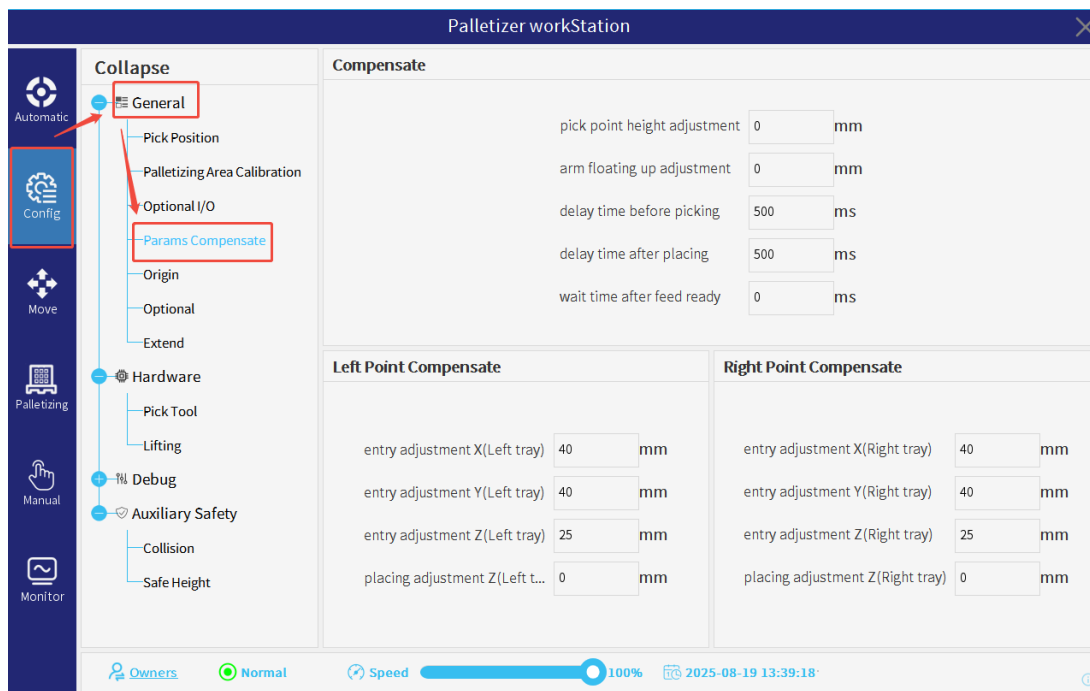 Palletizer workStation
Automatic
Config
Move
Palletizing
Manual
Monitor
Collapse
General
Pick Position
Palletizing Area Calibration
Optional I/O
Params Compensate
Origin
Optional
Extend
Hardware
Pick Tool
Lifting
Debug
Auxiliary Safety
Collision
Safe Height
Compensate
pick point height adjustment 0 mm
arm floating up adjustment 0 mm
delay time before picking 500 ms
delay time after placing 500 ms
wait time after feed ready 0 ms
Left Point Compensate
entry adjustment X(Left tray) 40 mm
entry adjustment Y(Left tray) 40 mm
entry adjustment Z(Left tray) 25 mm
placing adjustment Z(Left t... 0 mm
Right Point Compensate
entry adjustment X(Right tray) 40 mm
entry adjustment Y(Right tray) 40 mm
entry adjustment Z(Right tray) 25 mm
placing adjustment Z(Right tray) 0 mm
Owners Normal Speed 100% 2025-08-19 13:39:18